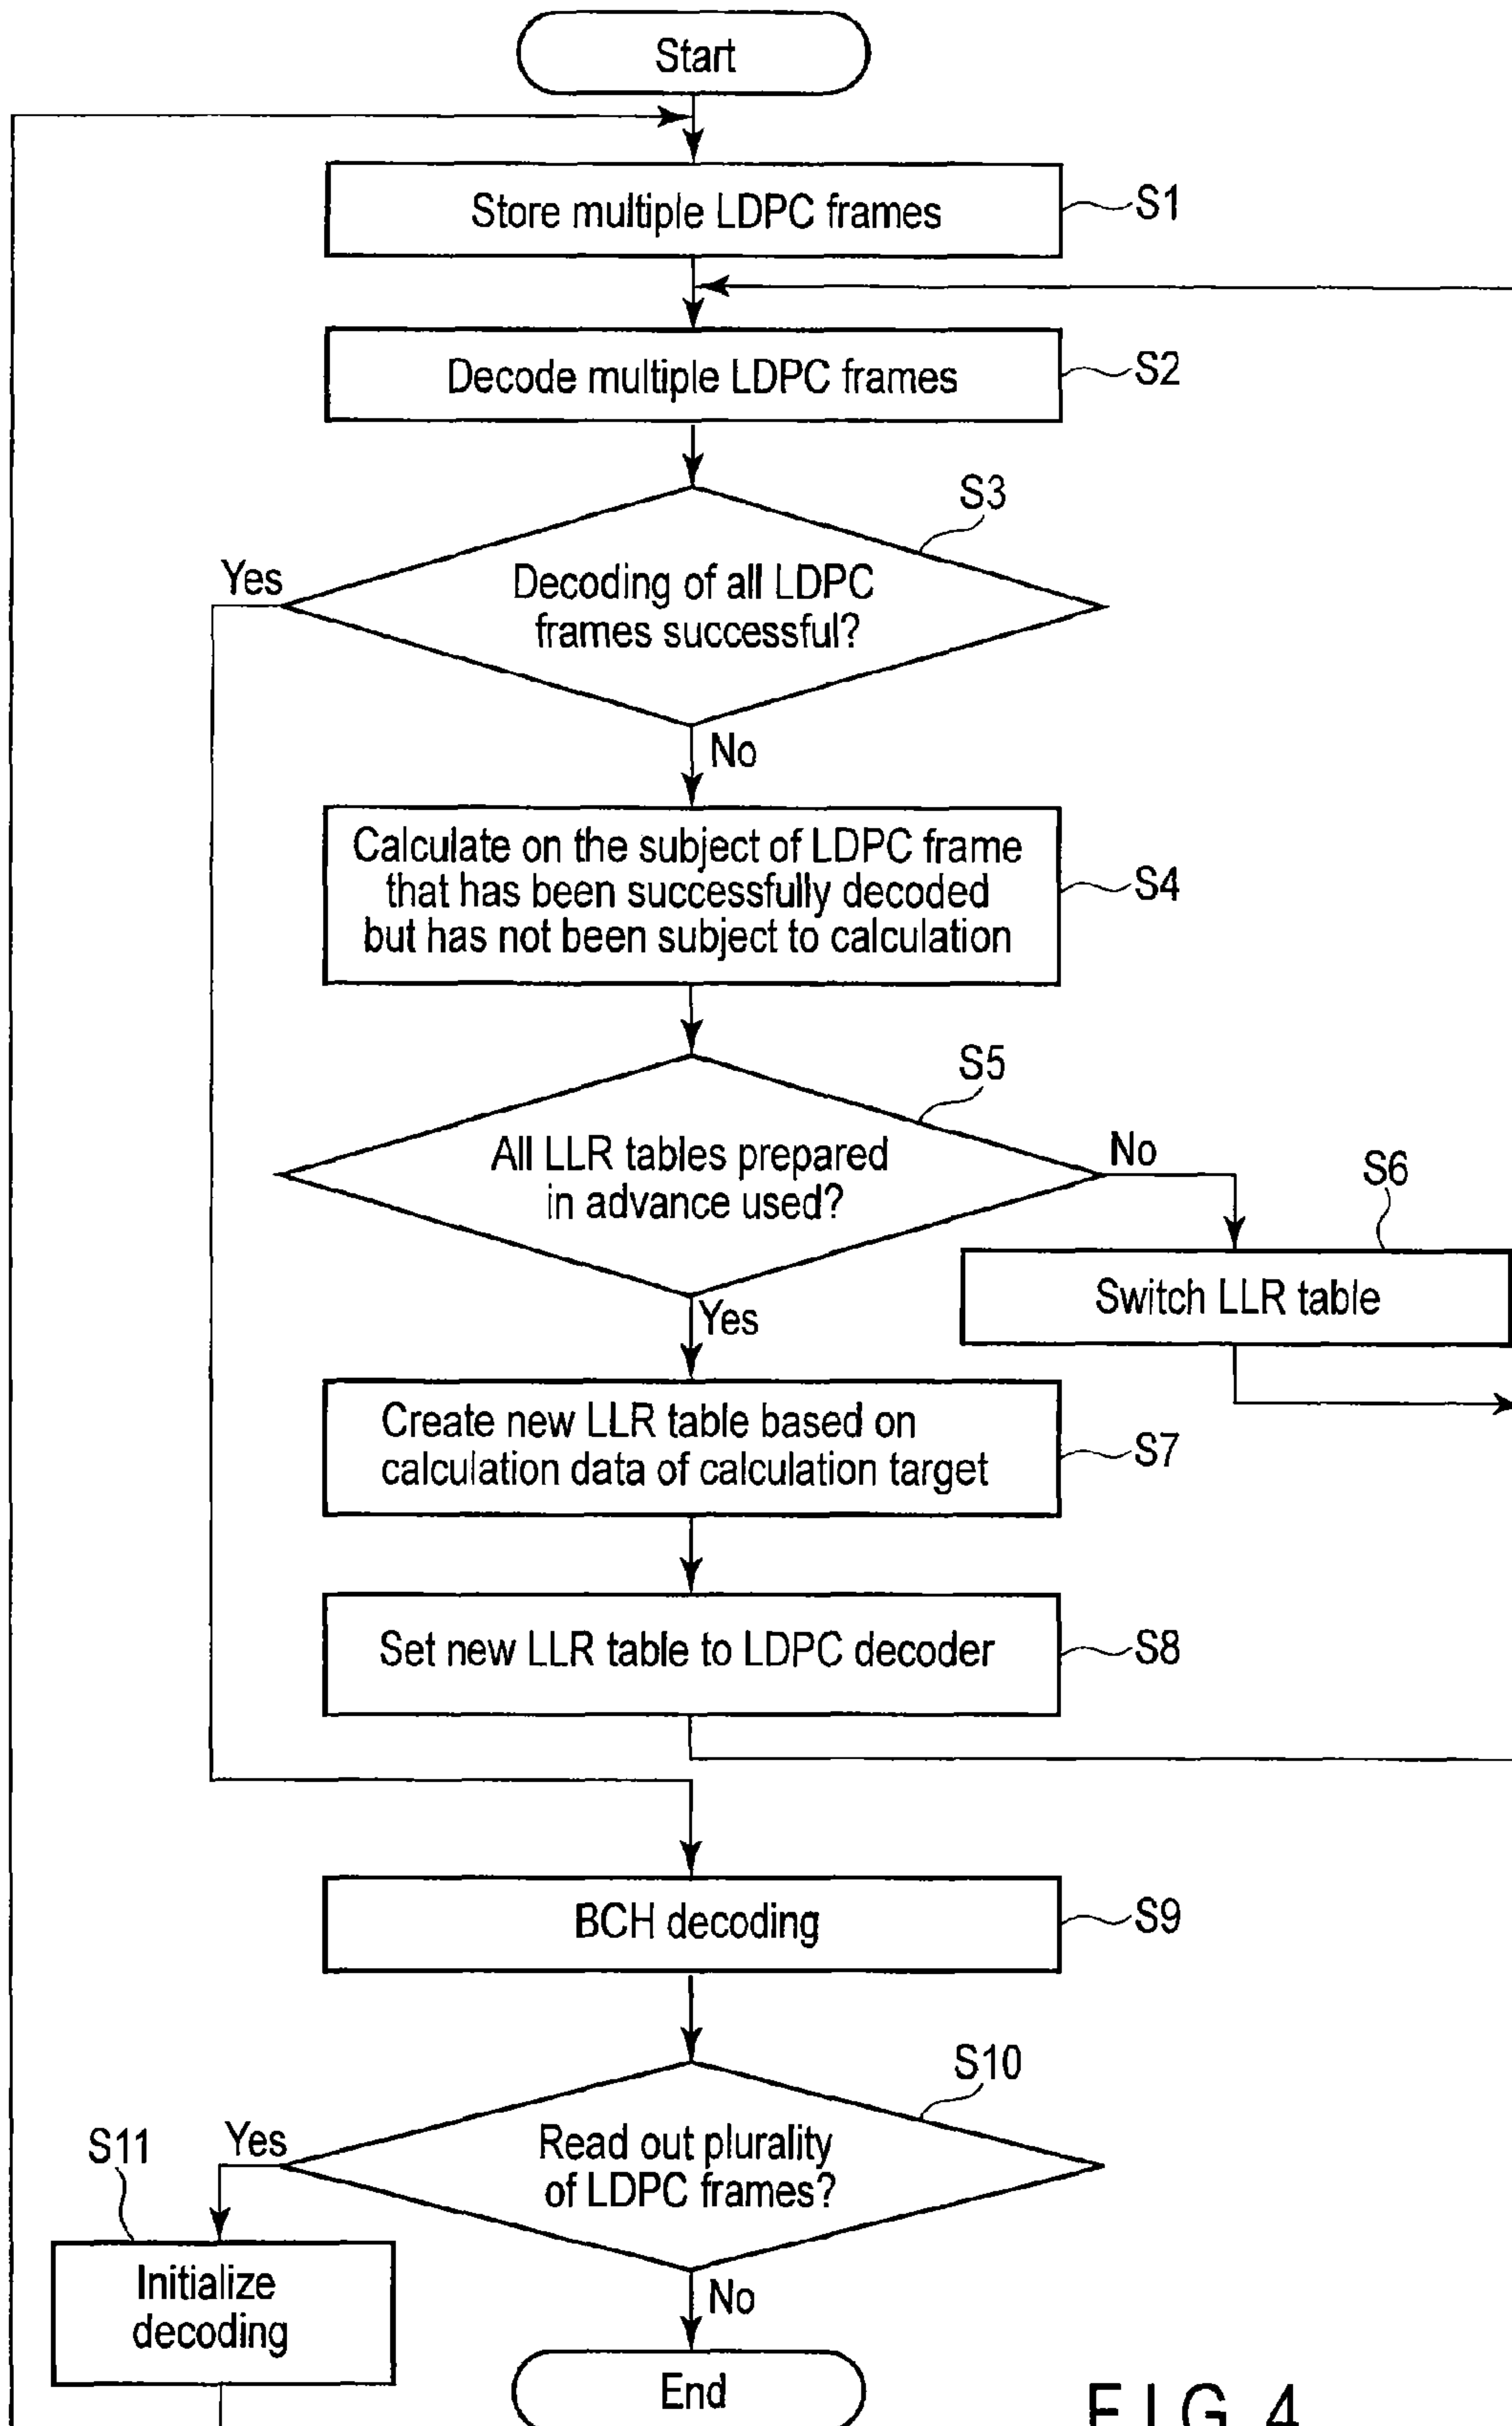 Start
Store multiple LDPC frames
S1
Decode multiple LDPC frames
S2
S3
Yes
Decoding of all LDPC
frames successful?
No
Calculate on the subject of LDPC frame
that has been successfully decoded
but has not been subject to calculation
S4
S5
All LLR tables prepared
in advance used?
No
S6
Switch LLR table
Yes
Create new LLR table based on
calculation data of calculation target
S7
Set new LLR table to LDPC decoder
S8
BCH decoding
S9
S10
Read out plurality
of LDPC frames?
Yes
S11
Initialize
decoding
No
End
FIG. 4